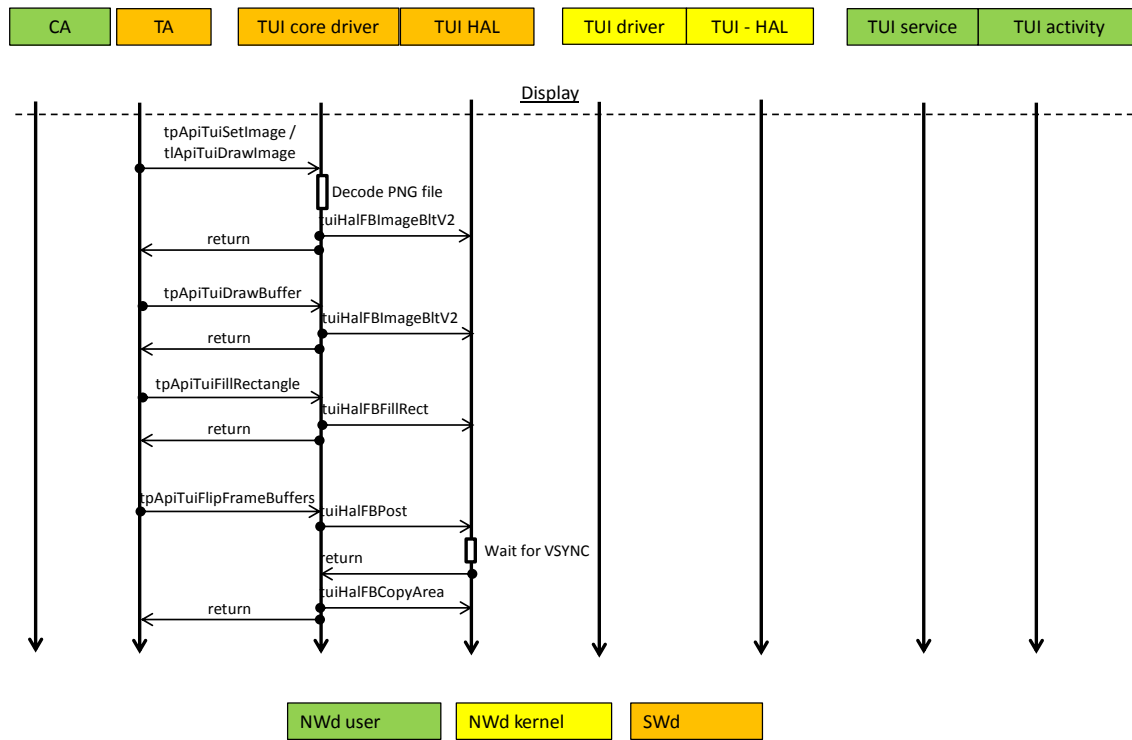 CA TA TUI core driver TUI HAL TUI driver TUI - HAL TUI service TUI activity
Display
tpApiTuiSetImage /
tlApiTuiDrawImage
Decode PNG file
tuiHalFBImageBltV2
return
tpApiTuiDrawBuffer
tuiHalFBImageBltV2
return
tpApiTuiFillRectangle
tuiHalFBFillRect
return
tpApiTuiFlipFrameBuffers
tuiHalFBPost
Wait for VSYNC
return
tuiHalFBCopyArea
return
NWd user NWd kernel SWd